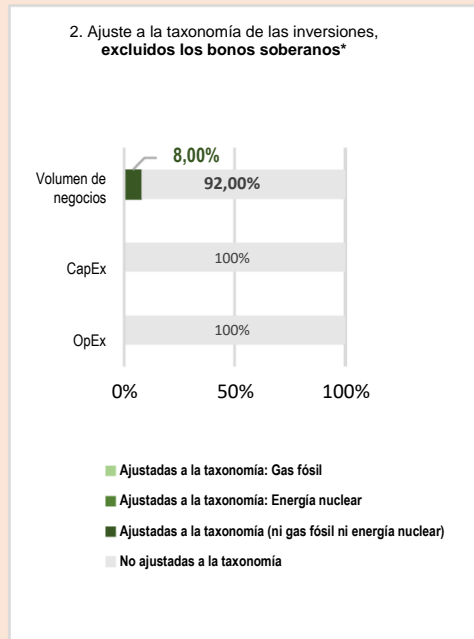 2. Ajuste a la taxonomía de las inversiones,
excluidos los bonos soberanos*
8,00%
Volumen de
negocios
92,00%
CapEx
100%
OpEx
100%
0%
50%
100%
Ajustadas a la taxonomía: Gas fósil
Ajustadas a la taxonomía: Energía nuclear
Ajustadas a la taxonomía (ni gas fósil ni energía nuclear)
No ajustadas a la taxonomía